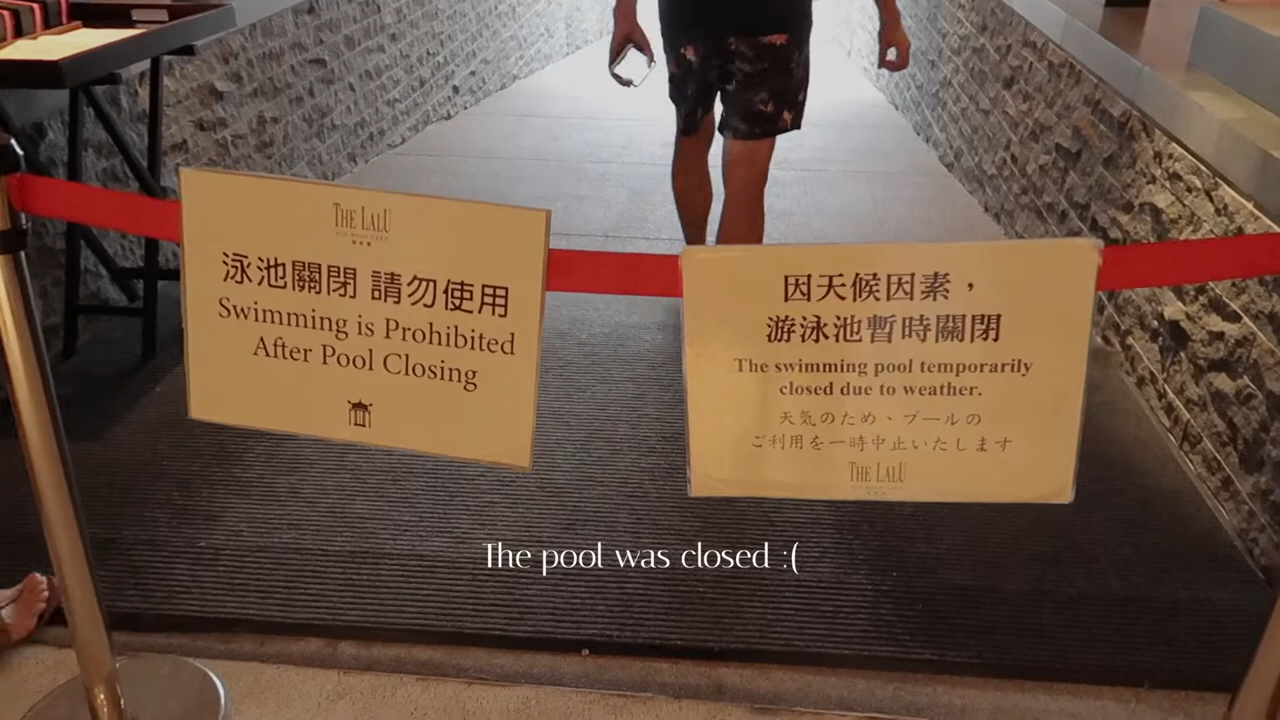 THE LALU
泳池關閉 請勿使用
Swimming is Prohibited
After Pool Closing
因天候因素，
游泳池暫時關閉
The swimming pool temporarily
closed due to weather.
天気のため、プールの
ご利用を一時中止いたします
THE LALU
The pool was closed :(